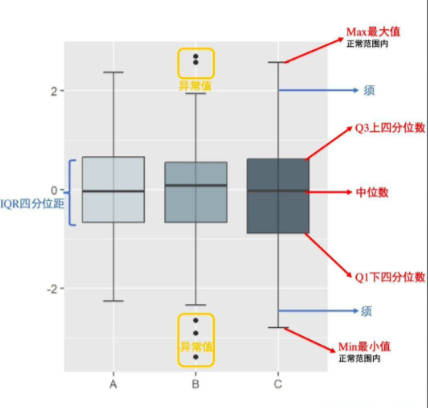 Max最大值
正常范围内
异常值
须
2
Q3上四分位数
0
中位数
IQR四分位距
Q1下四分位数
-2
须
异常值
Min最小值
正常范围内
A
B
C